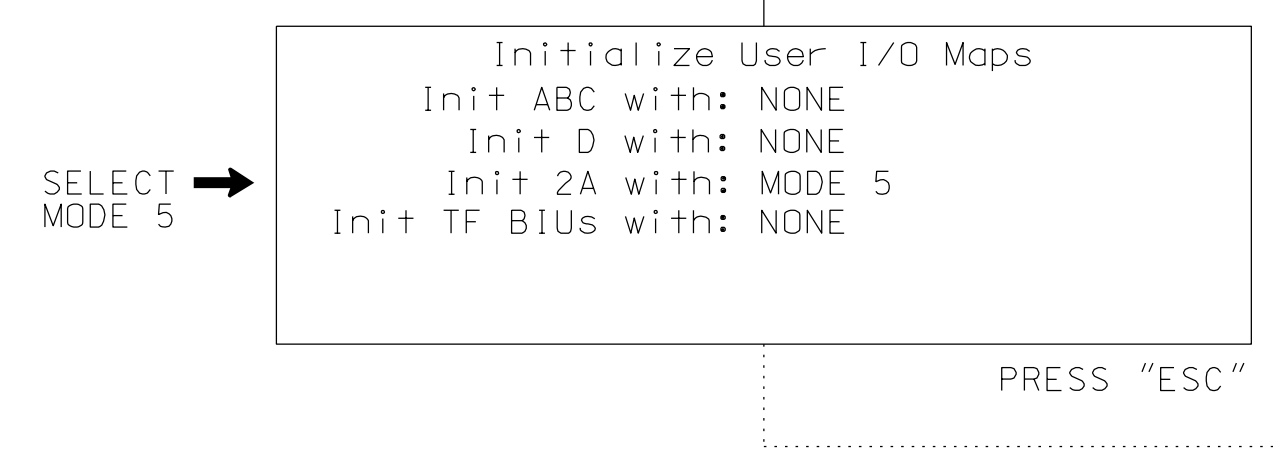 Initialize User I/O Maps
Init ABC with: NONE
Init D with: NONE
SELECT
MODE 5
Init 2A with: MODE 5
Init TF BIUs with: NONE
PRESS "ESC"